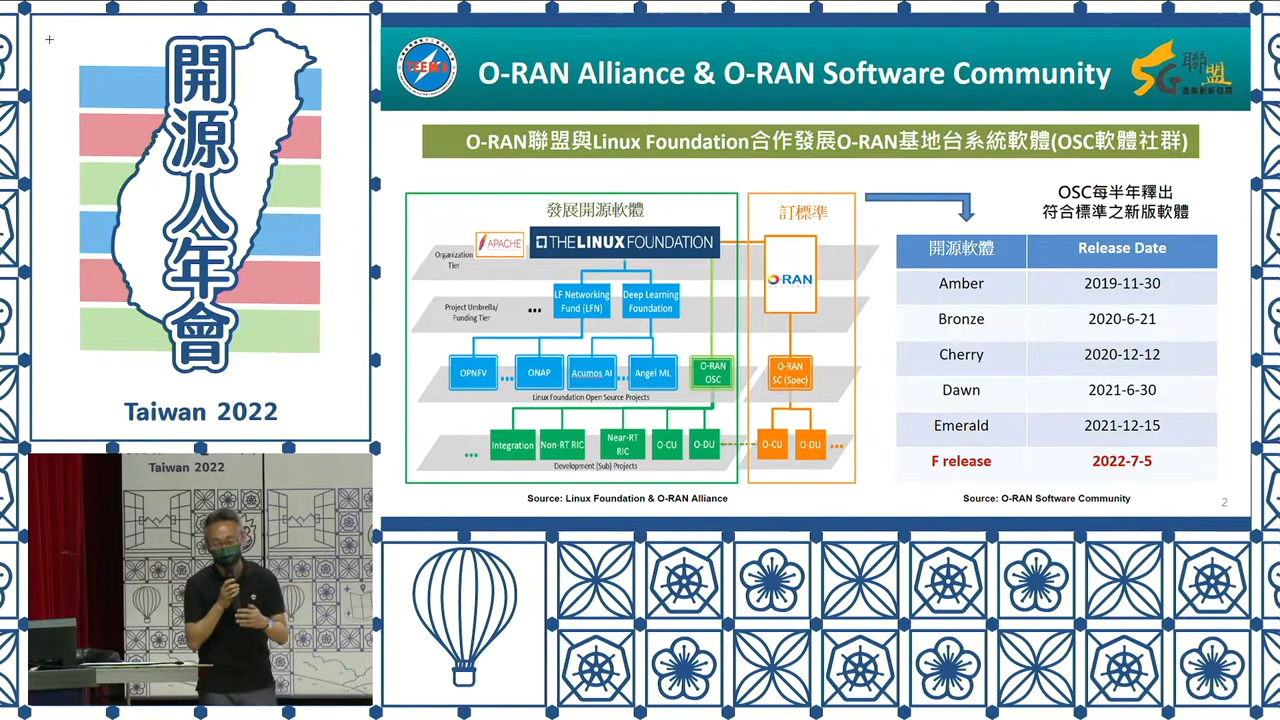 開源人年會
Taiwan 2022
Taiwan 2022
TEEMA
O-RAN Alliance & O-RAN Software Community
5G
聯盟
產業創新發展
O-RAN聯盟與Linux Foundation合作發展O-RAN基地台系統軟體(OSC軟體社群)
發展開源軟體
訂標準
APACHE
THE LINUX FOUNDATION
Organization
Tier
O-RAN
ALLIANCE
LF Networking
Fund (LFN)
Deep Learning
Foundation
Project Umbrella/
Funding Tier
...
OPNFV
...
ONAP
Acumos AI
...
Angel ML
O-RAN
OSC
O-RAN
SC (Spec)
Linux Foundation Open Source Projects
...
Integration
Non-RT RIC
Near-RT
RIC
O-CU
O-DU
O-CU
O-DU
...
Development (Sub) Projects
Source: Linux Foundation & O-RAN Alliance
OSC每半年釋出
符合標準之新版軟體
開源軟體 Release Date
Amber 2019-11-30
Bronze 2020-6-21
Cherry 2020-12-12
Dawn 2021-6-30
Emerald 2021-12-15
F release 2022-7-5
Source: O-RAN Software Community
2